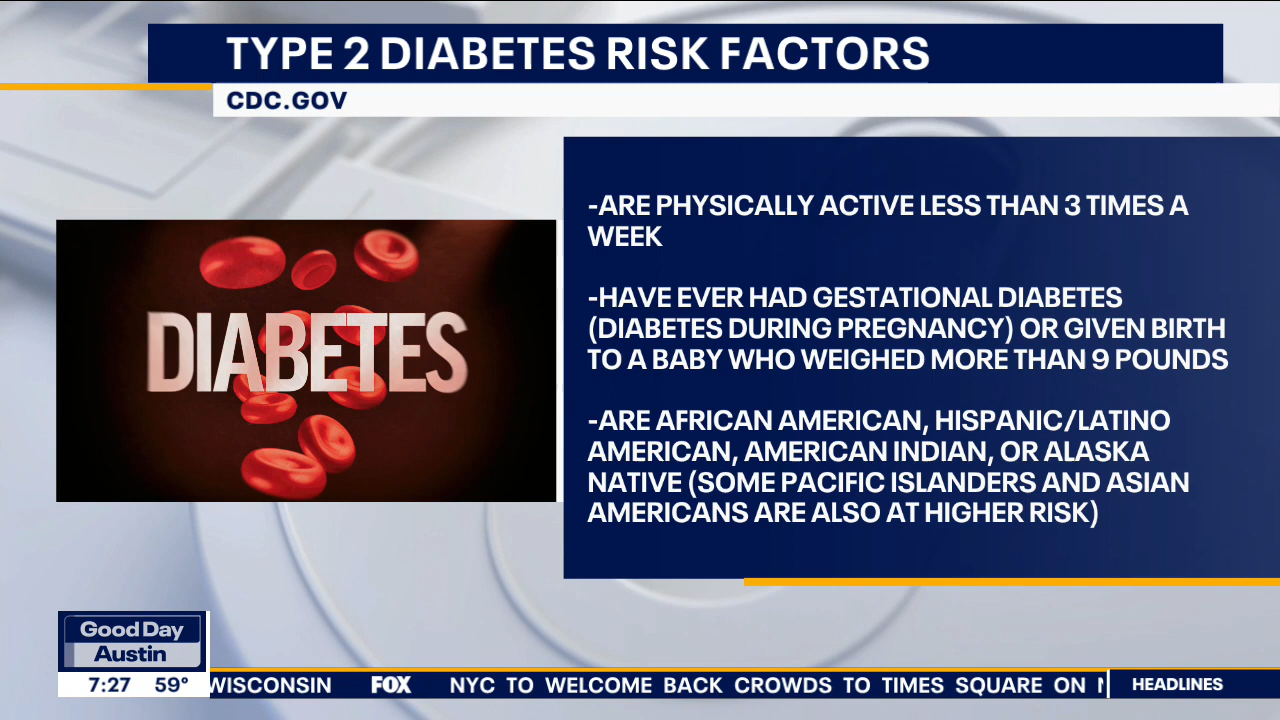 TYPE 2 DIABETES RISK FACTORS
CDC.GOV
DIABETES
-ARE PHYSICALLY ACTIVE LESS THAN 3 TIMES A
WEEK
-HAVE EVER HAD GESTATIONAL DIABETES
(DIABETES DURING PREGNANCY) OR GIVEN BIRTH
TO A BABY WHO WEIGHED MORE THAN 9 POUNDS
-ARE AFRICAN AMERICAN, HISPANIC/LATINO
AMERICAN, AMERICAN INDIAN, OR ALASKA
NATIVE (SOME PACIFIC ISLANDERS AND ASIAN
AMERICANS ARE ALSO AT HIGHER RISK)
Good Day
Austin
7:27 59° WISCONSIN FOX NYC TO WELCOME BACK CROWDS TO TIMES SQUARE ON HEADLINES